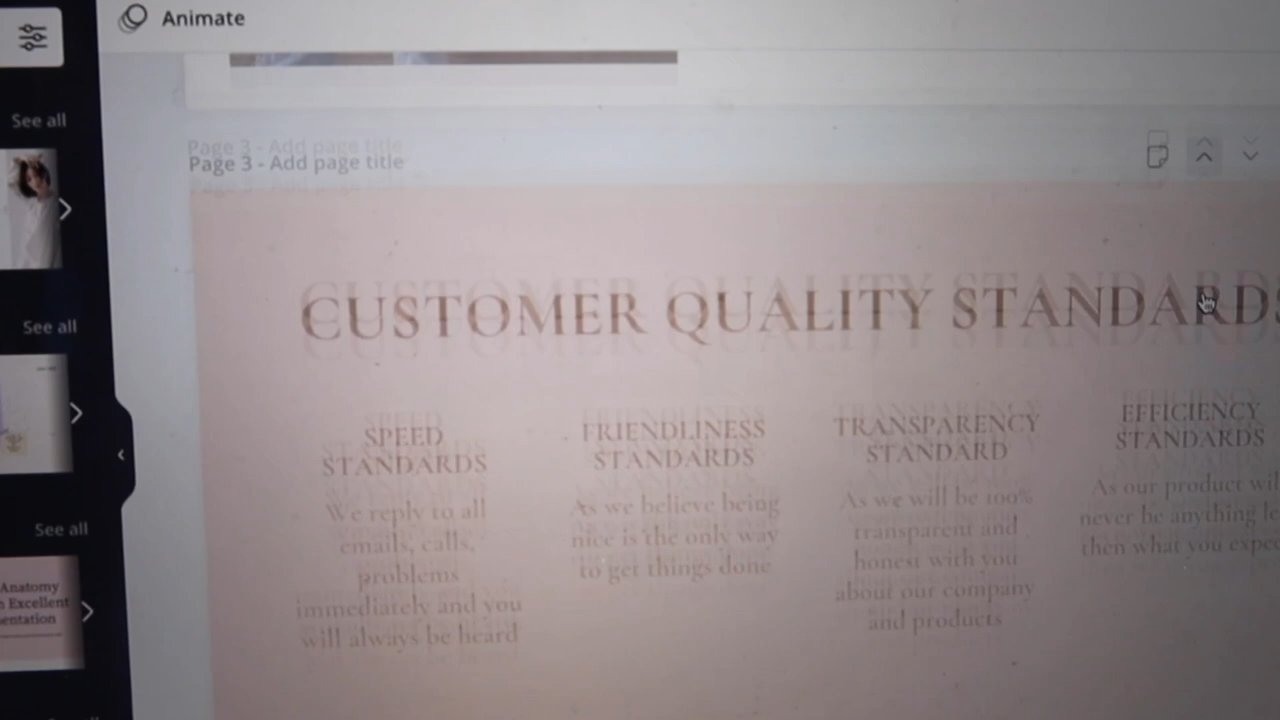 Animate
See all
Page 3 - Add page title
CUSTOMER QUALITY STANDARDS
SPEED
STANDARDS
We reply to all
emails, calls,
problems
immediately and you
will always be heard
FRIENDLINESS
STANDARDS
As we believe being
nice is the only way
to get things done
TRANSPARENCY
STANDARD
As we will be 100%
transparent and
honest with you
about our company
and products
EFFICIENCY
STANDARDS
As our product
never be anything
then what you
See all
See all
Anatomy
Excellent